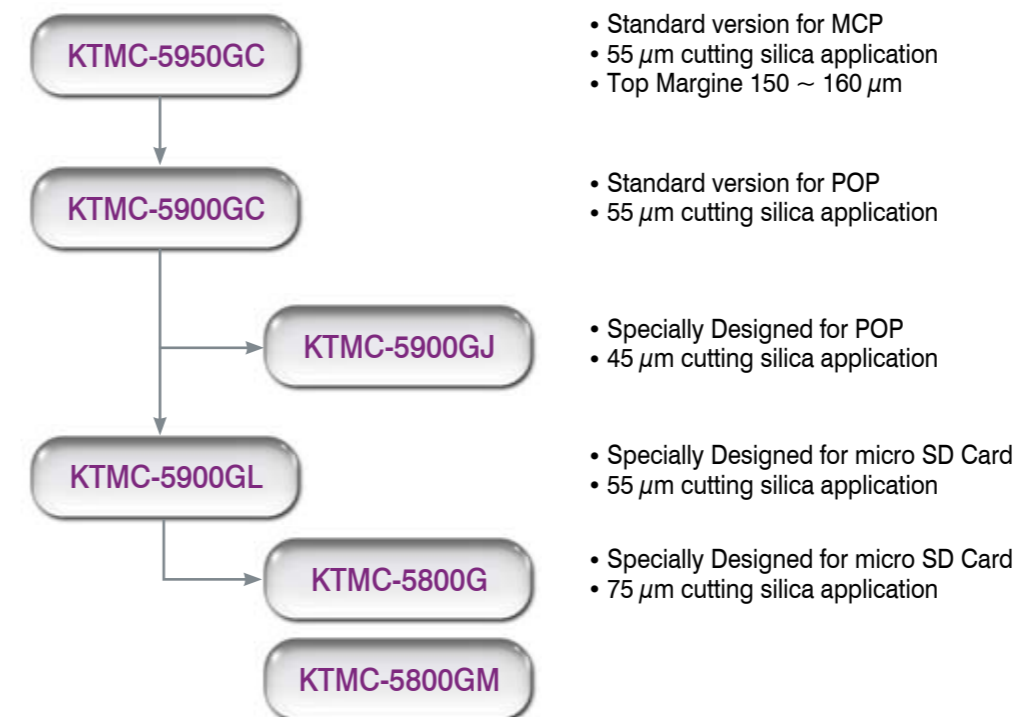 KTMC-5950GC
• Standard version for MCP
• 55 μm cutting silica application
• Top Margine 150 ~ 160 μm
KTMC-5900GC
• Standard version for POP
• 55 μm cutting silica application
KTMC-5900GJ
• Specially Designed for POP
• 45 μm cutting silica application
KTMC-5900GL
• Specially Designed for micro SD Card
• 55 μm cutting silica application
KTMC-5800G
• Specially Designed for micro SD Card
• 75 μm cutting silica application
KTMC-5800GM